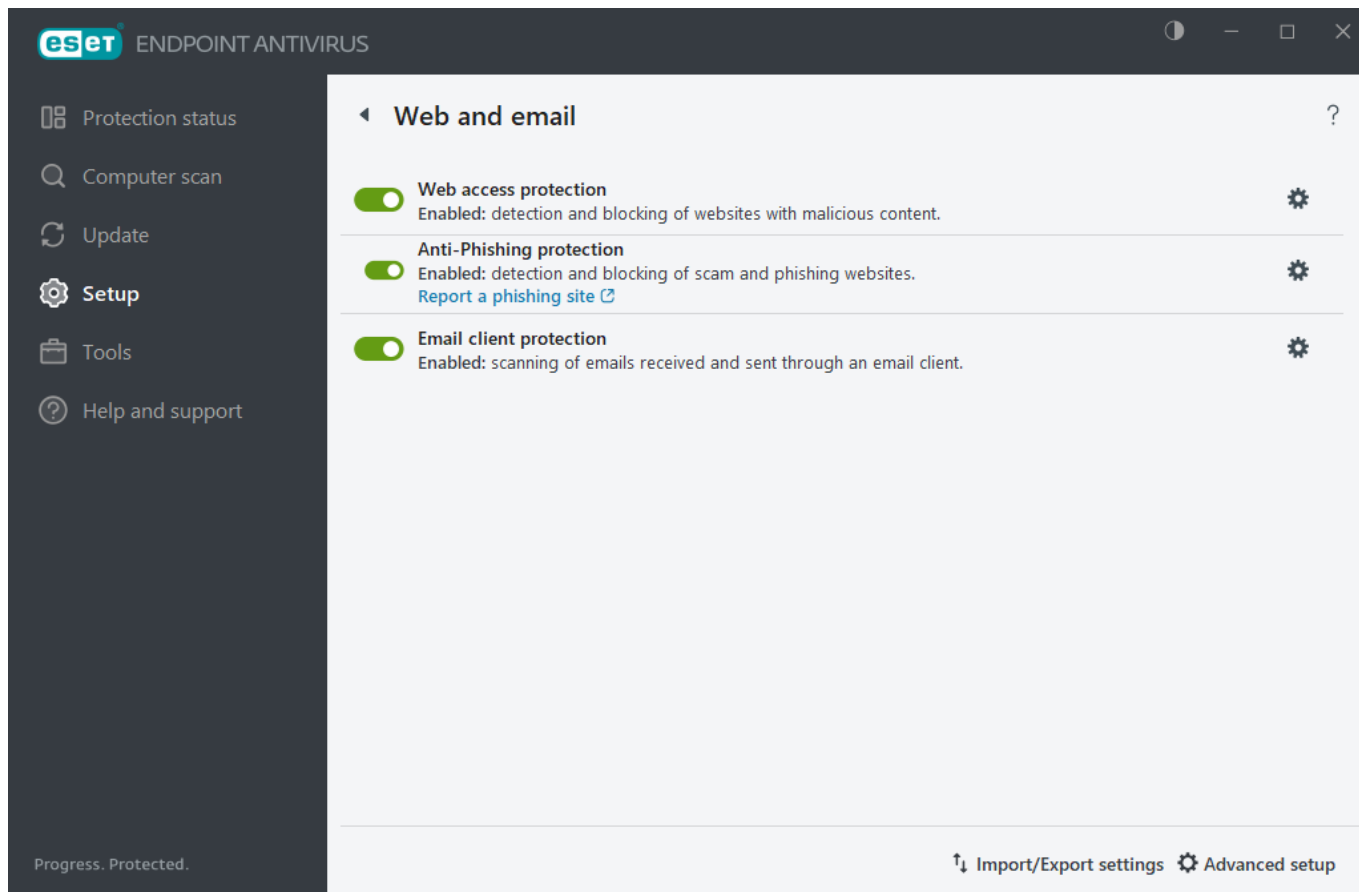 eset ENDPOINT ANTIVIRUS
Protection status
Computer scan
Update
Setup
Tools
Help and support
Progress. Protected.
Web and email
?
Web access protection
Enabled: detection and blocking of websites with malicious content.
Anti-Phishing protection
Enabled: detection and blocking of scam and phishing websites.
Report a phishing site
Email client protection
Enabled: scanning of emails received and sent through an email client.
Import/Export settings Advanced setup